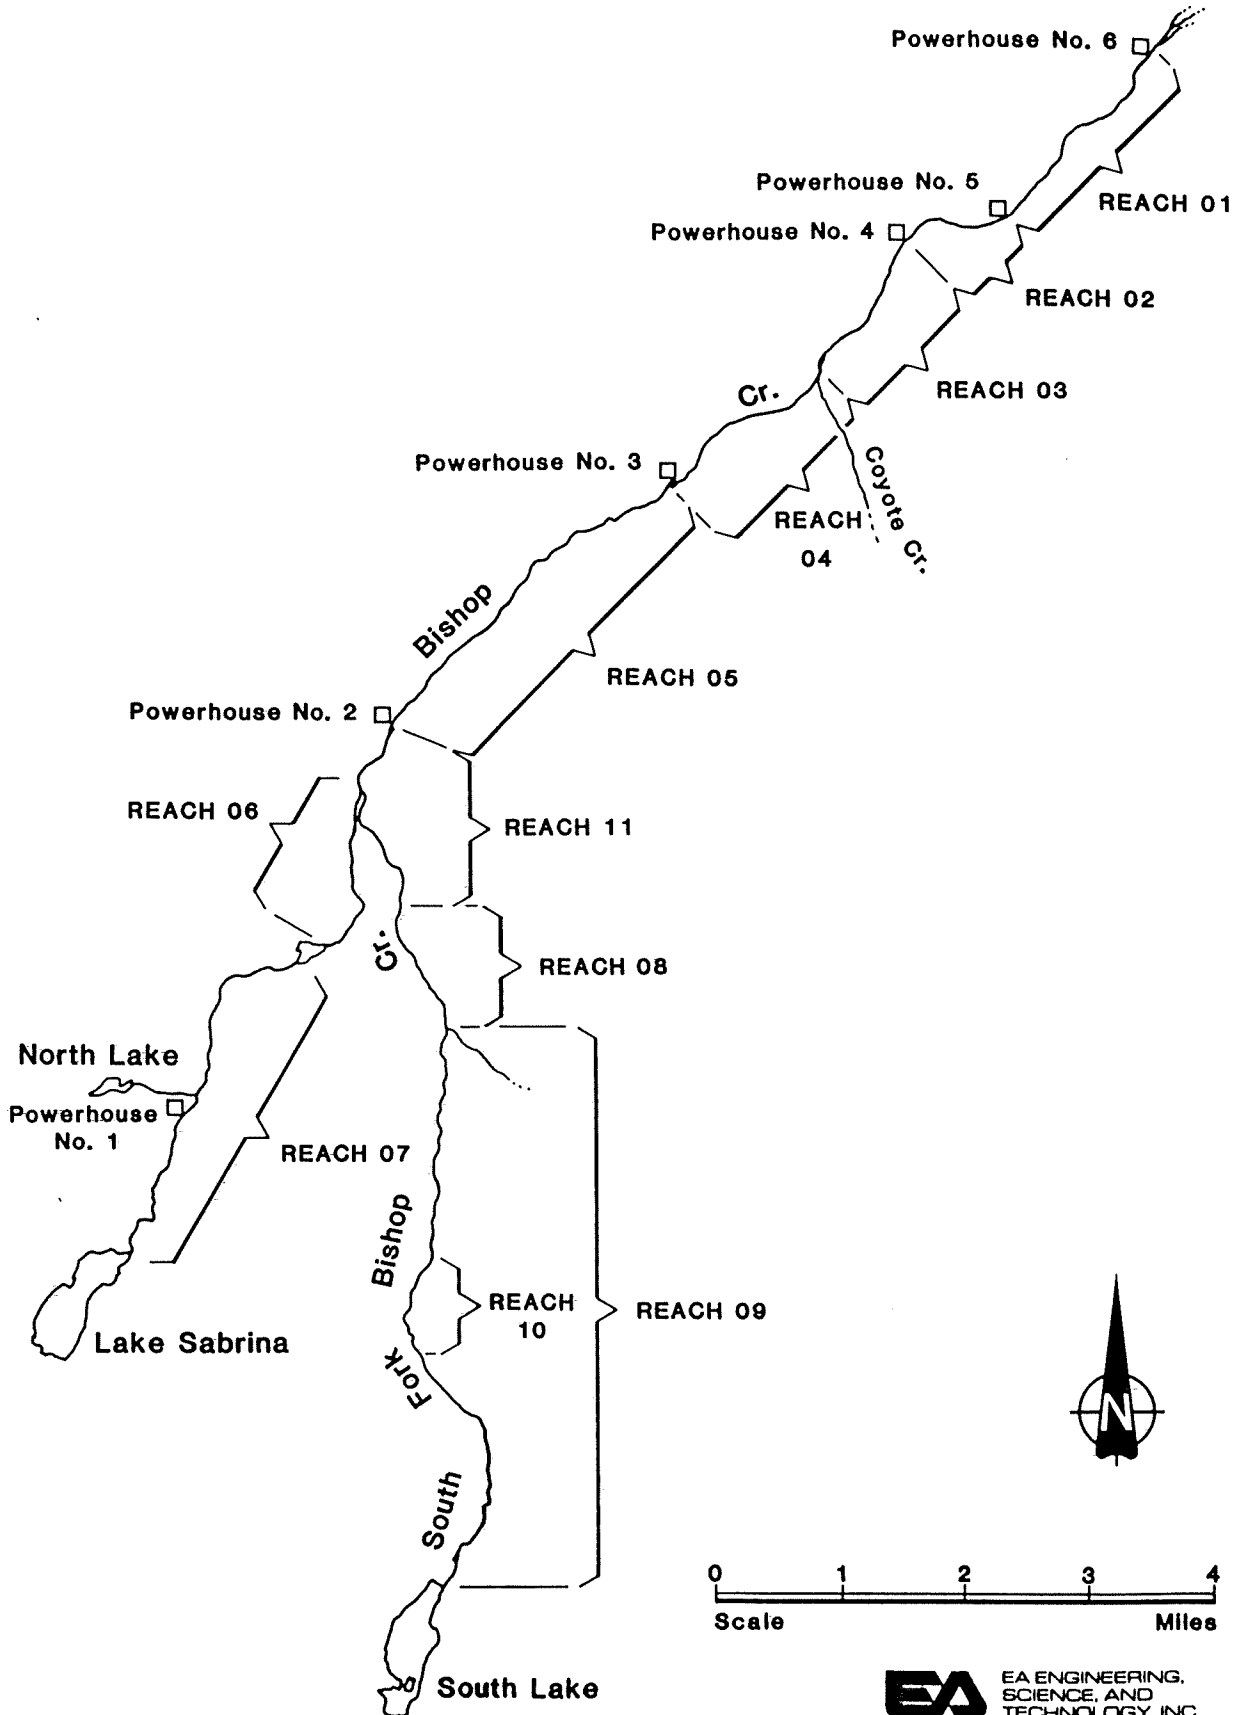 Powerhouse No. 6
Powerhouse No. 5
REACH 01
Powerhouse No. 4
REACH 02
REACH 03
Cr.
Powerhouse No. 3
Coyote Cr.
REACH
04
Bishop
REACH 05
Powerhouse No. 2
REACH 06
REACH 11
Cr.
REACH 08
North Lake
Powerhouse
No. 1
REACH 07
Bishop
REACH
10
REACH 09
Lake Sabrina
Fork
N
South
0 1 2 3 4
Scale Miles
South Lake
EA
EA ENGINEERING,
SCIENCE, AND
TECHNOLOGY, INC